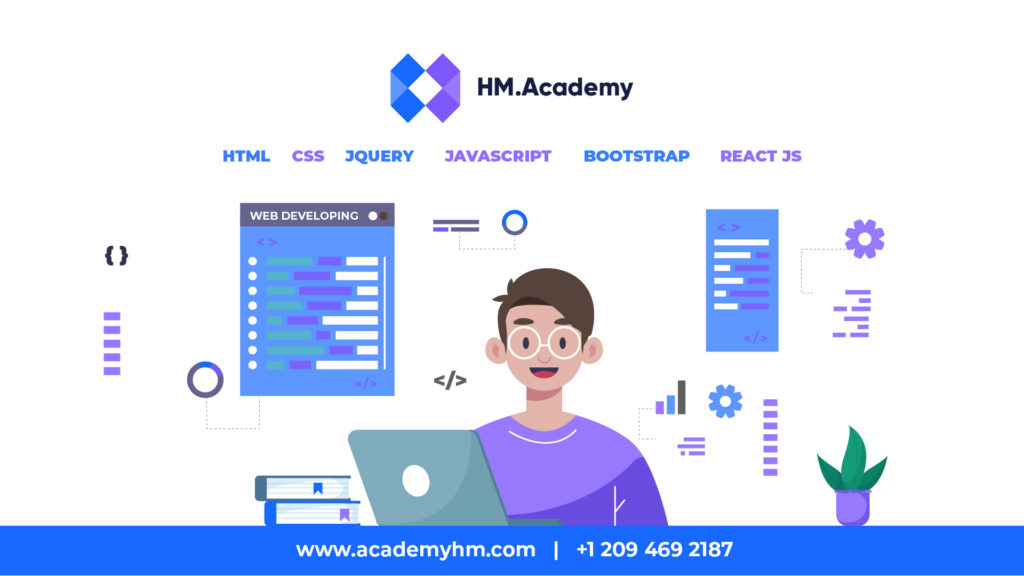 HM.Academy
HTML CSS JQUERY JAVASCRIPT BOOTSTRAP REACT JS
WEB DEVELOPING
< >
</>
{ }
</>
< >
</>
www.academyhm.com | +1 209 469 2187